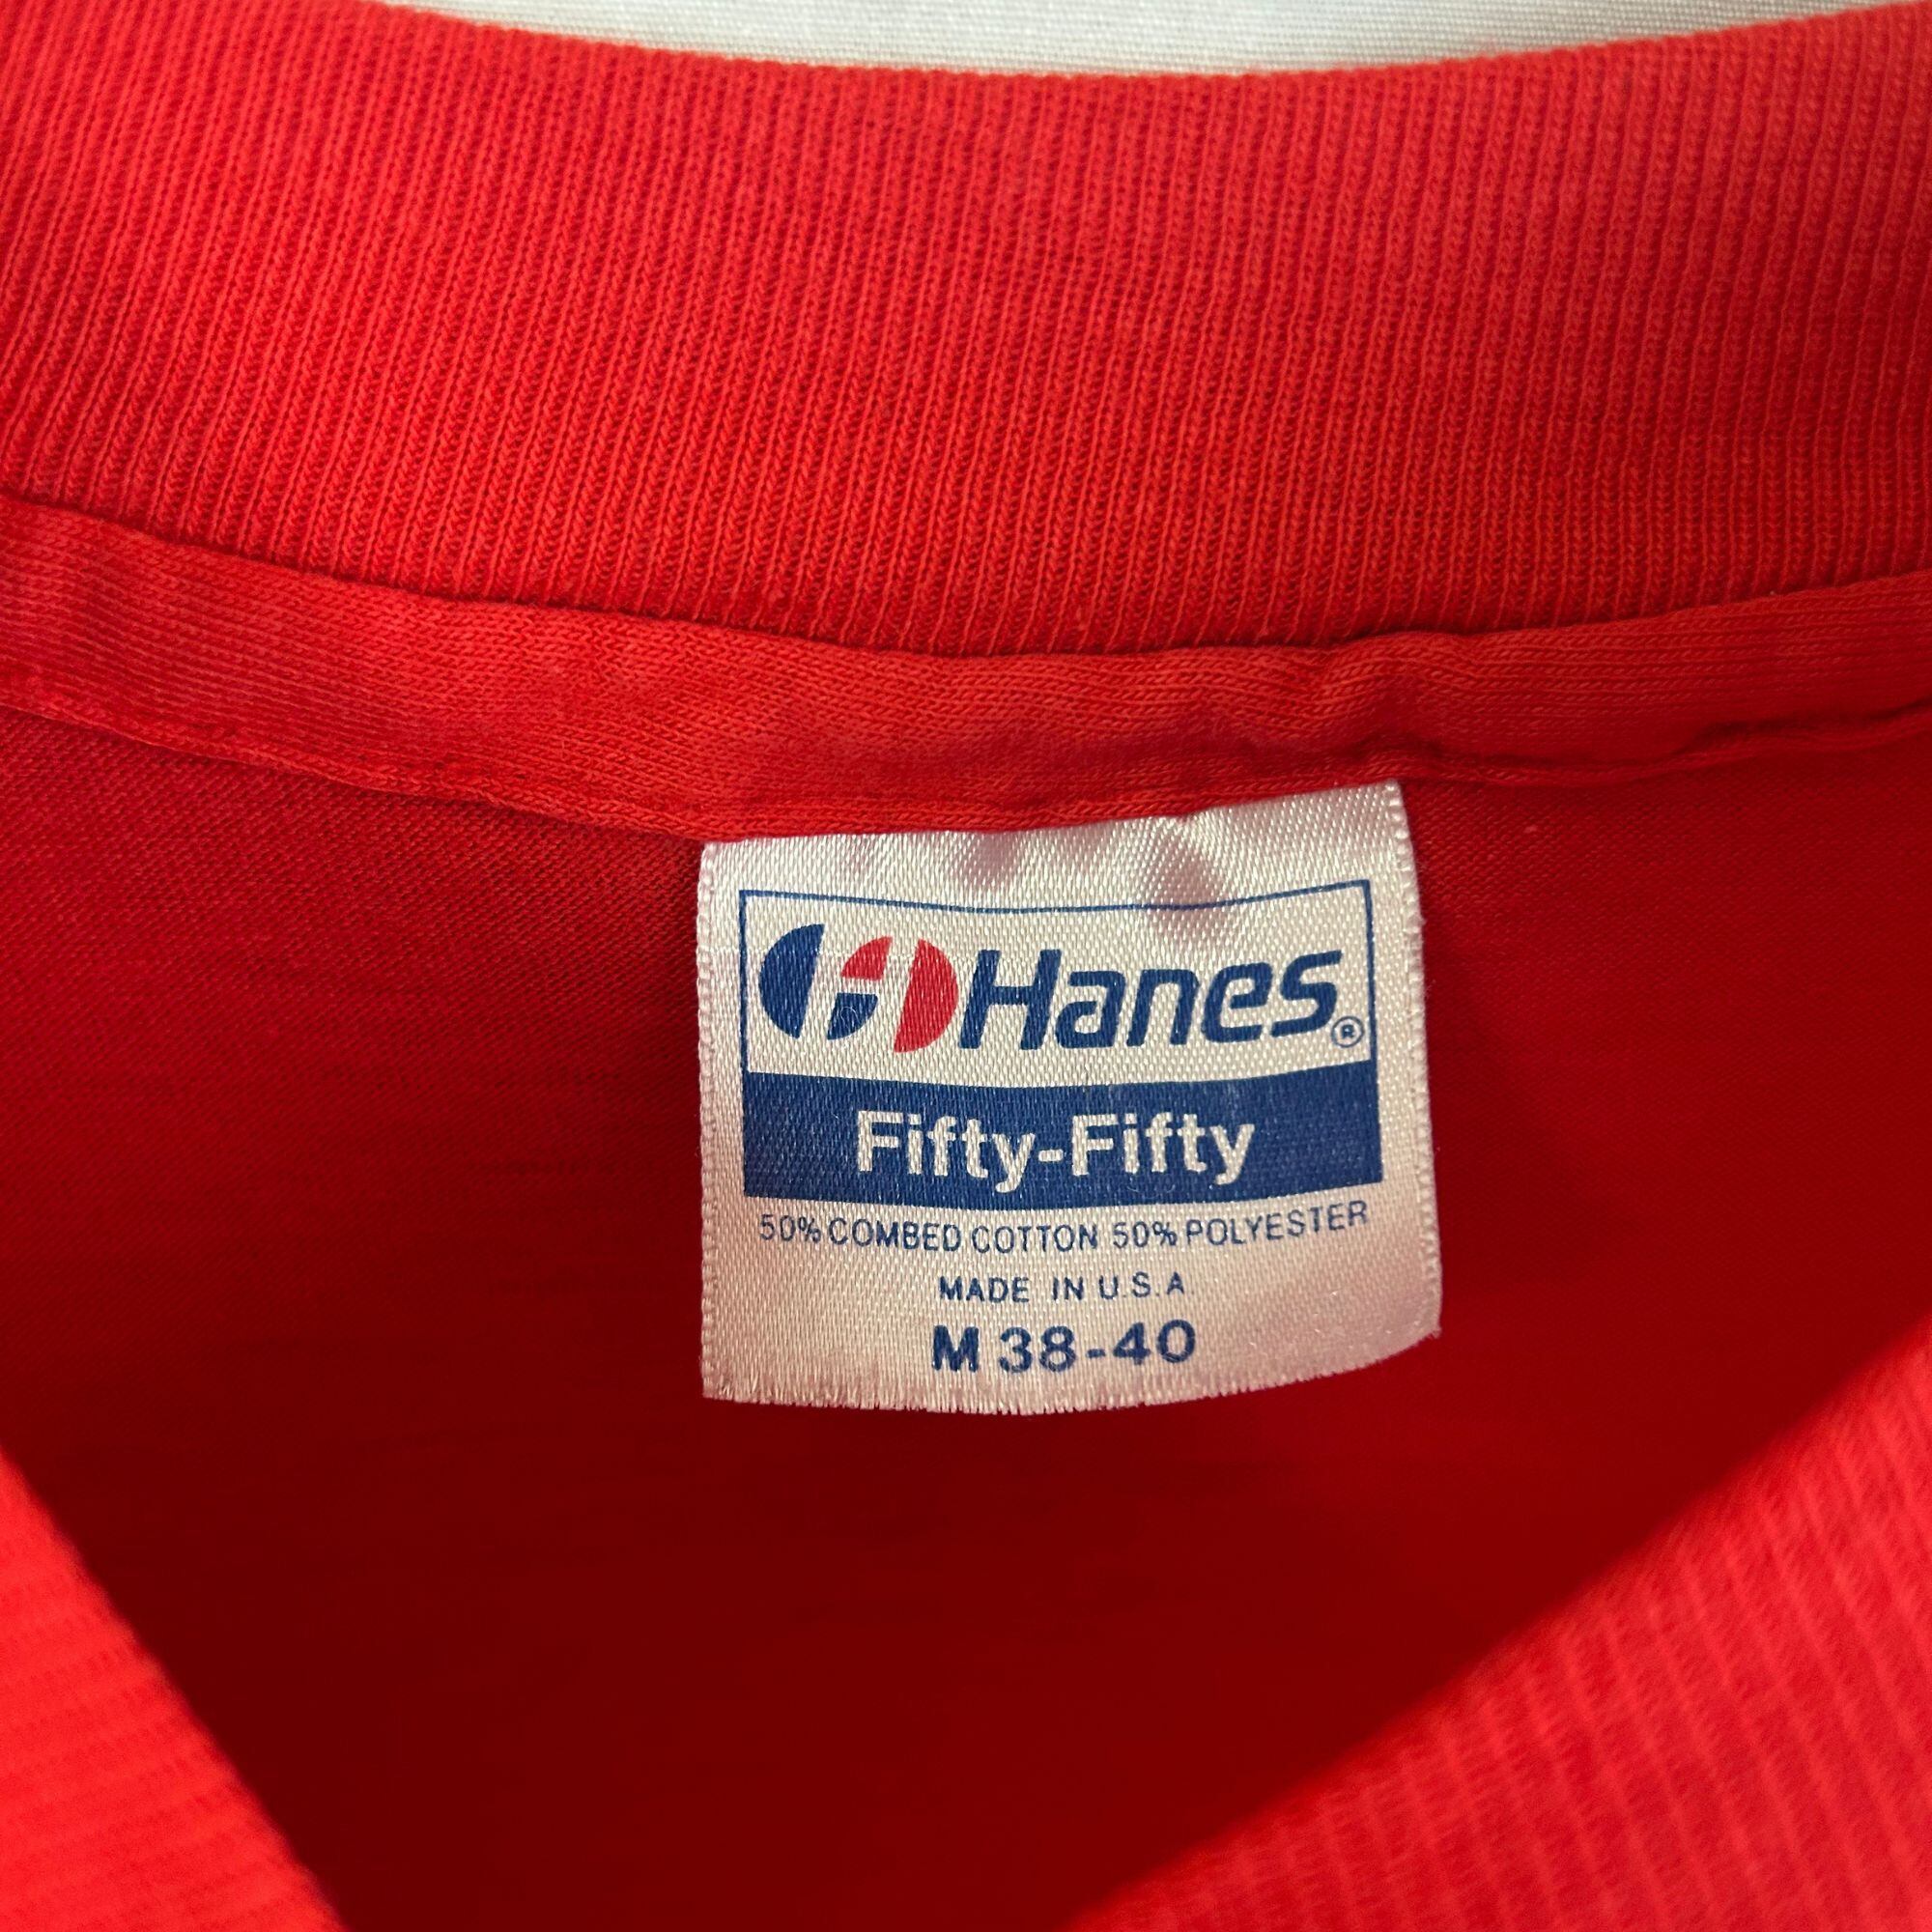 Hanes®
Fifty-Fifty
50% COMBED COTTON 50% POLYESTER
MADE IN U.S.A.
M 38-40